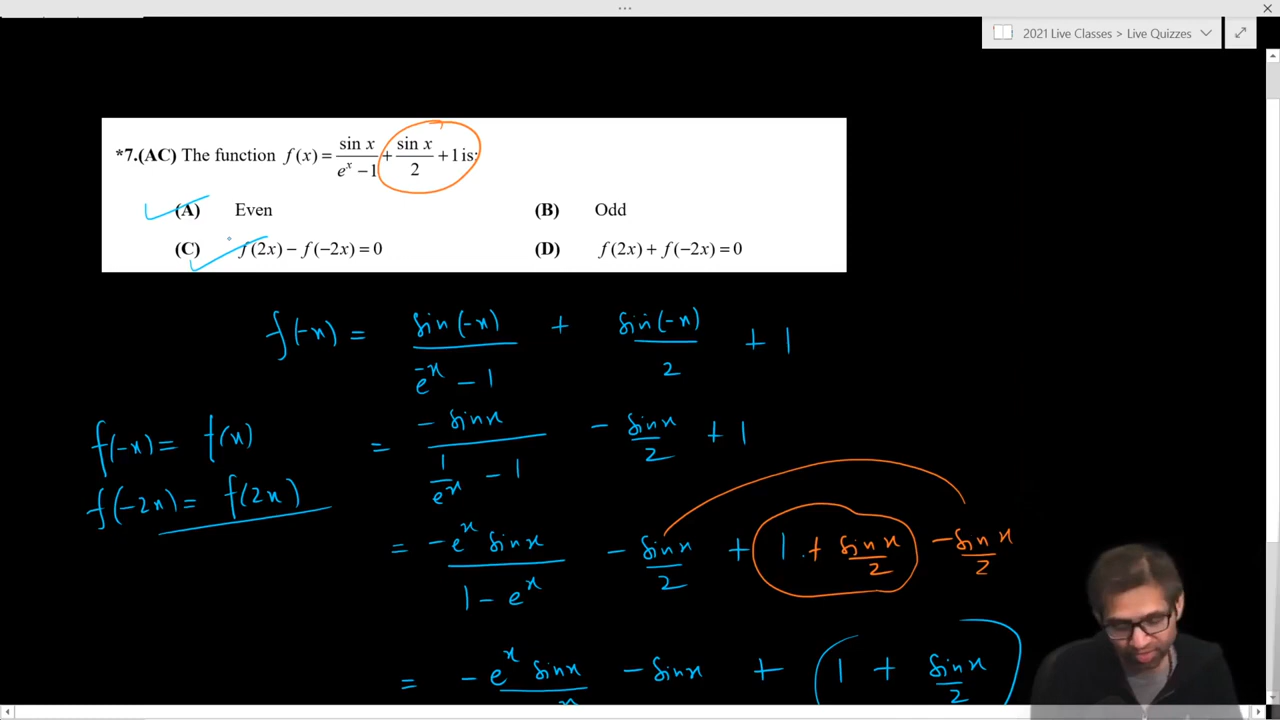 2021 Live Classes > Live Quizzes
*7.(AC) The function f(x) = sin x / (e^x − 1) + sin x / 2 + 1 is:
(A) Even (B) Odd
(C) f(2x) − f(−2x) = 0 (D) f(2x) + f(−2x) = 0
f(-x) = sin(-x) / (e^-x - 1) + sin(-x) / 2 + 1
f(-x) = f(x) = - sin x / (1/e^x - 1) - sin x / 2 + 1
f(-2x) = f(2x)
= -e^x sin x / (1 - e^x) - sin x / 2 + 1 + sin x / 2 - sin x / 2
= - e^x sin x - sin x + 1 + sin x / 2